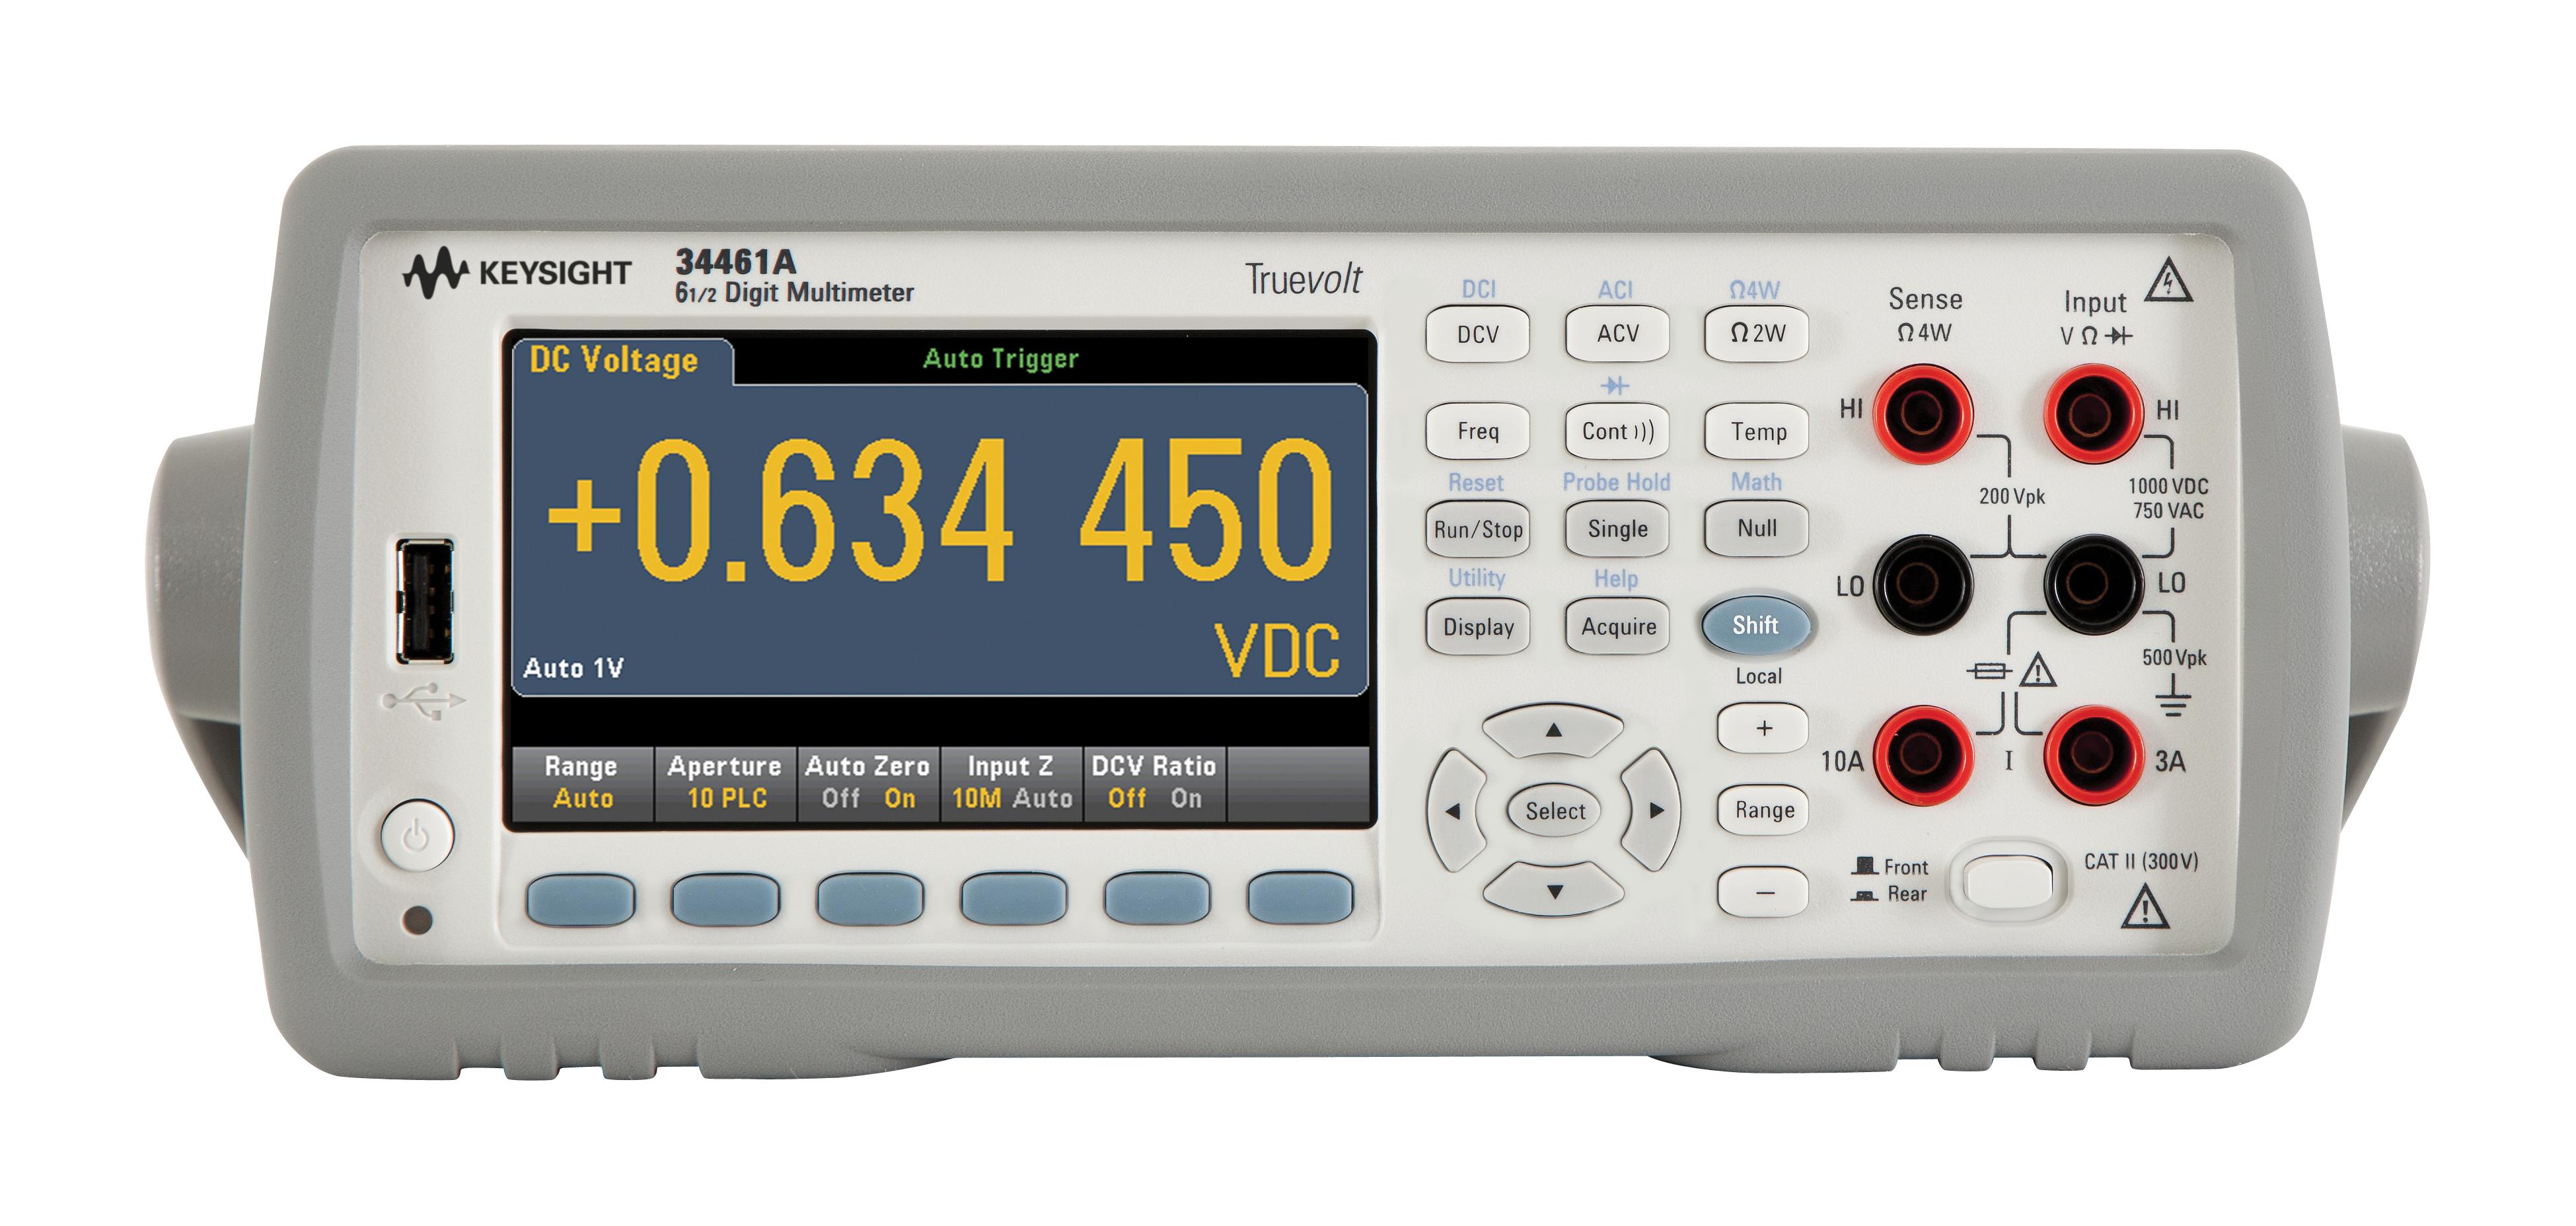 KEYSIGHT
34461A
6 1/2 Digit Multimeter
Truevolt
DC Voltage
Auto Trigger
+0.634 450
VDC
Auto 1V
Range
Auto
Aperture
10 PLC
Auto Zero
Off On
Input Z
10M Auto
DCV Ratio
Off On
DCI ACI Ω4W
DCV ACV Ω2W
Freq Cont Temp
Reset Probe Hold Math
Run/Stop Single Null
Utility Help
Display Acquire Shift
Local
+
Select
Range
−
Sense
Ω 4W
Input
V Ω
HI
HI
200 Vpk
1000 VDC
750 VAC
LO
LO
500 Vpk
10A
I
3A
Front
Rear
CAT II (300V)